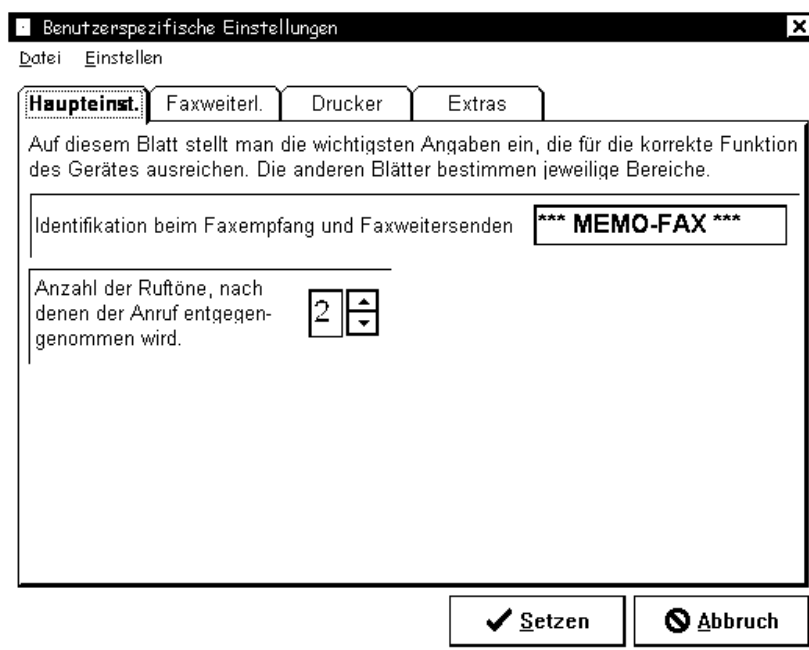 Benutzerspezifische Einstellungen
Datei Einstellen
Haupteinst. Faxweiterl. Drucker Extras
Auf diesem Blatt stellt man die wichtigsten Angaben ein, die für die korrekte Funktion
des Gerätes ausreichen. Die anderen Blätter bestimmen jeweilige Bereiche.
Identifikation beim Faxempfang und Faxweitersenden *** MEMO-FAX ***
Anzahl der Ruftöne, nach
denen der Anruf entgegen-
genommen wird.
2
Setzen Abbruch